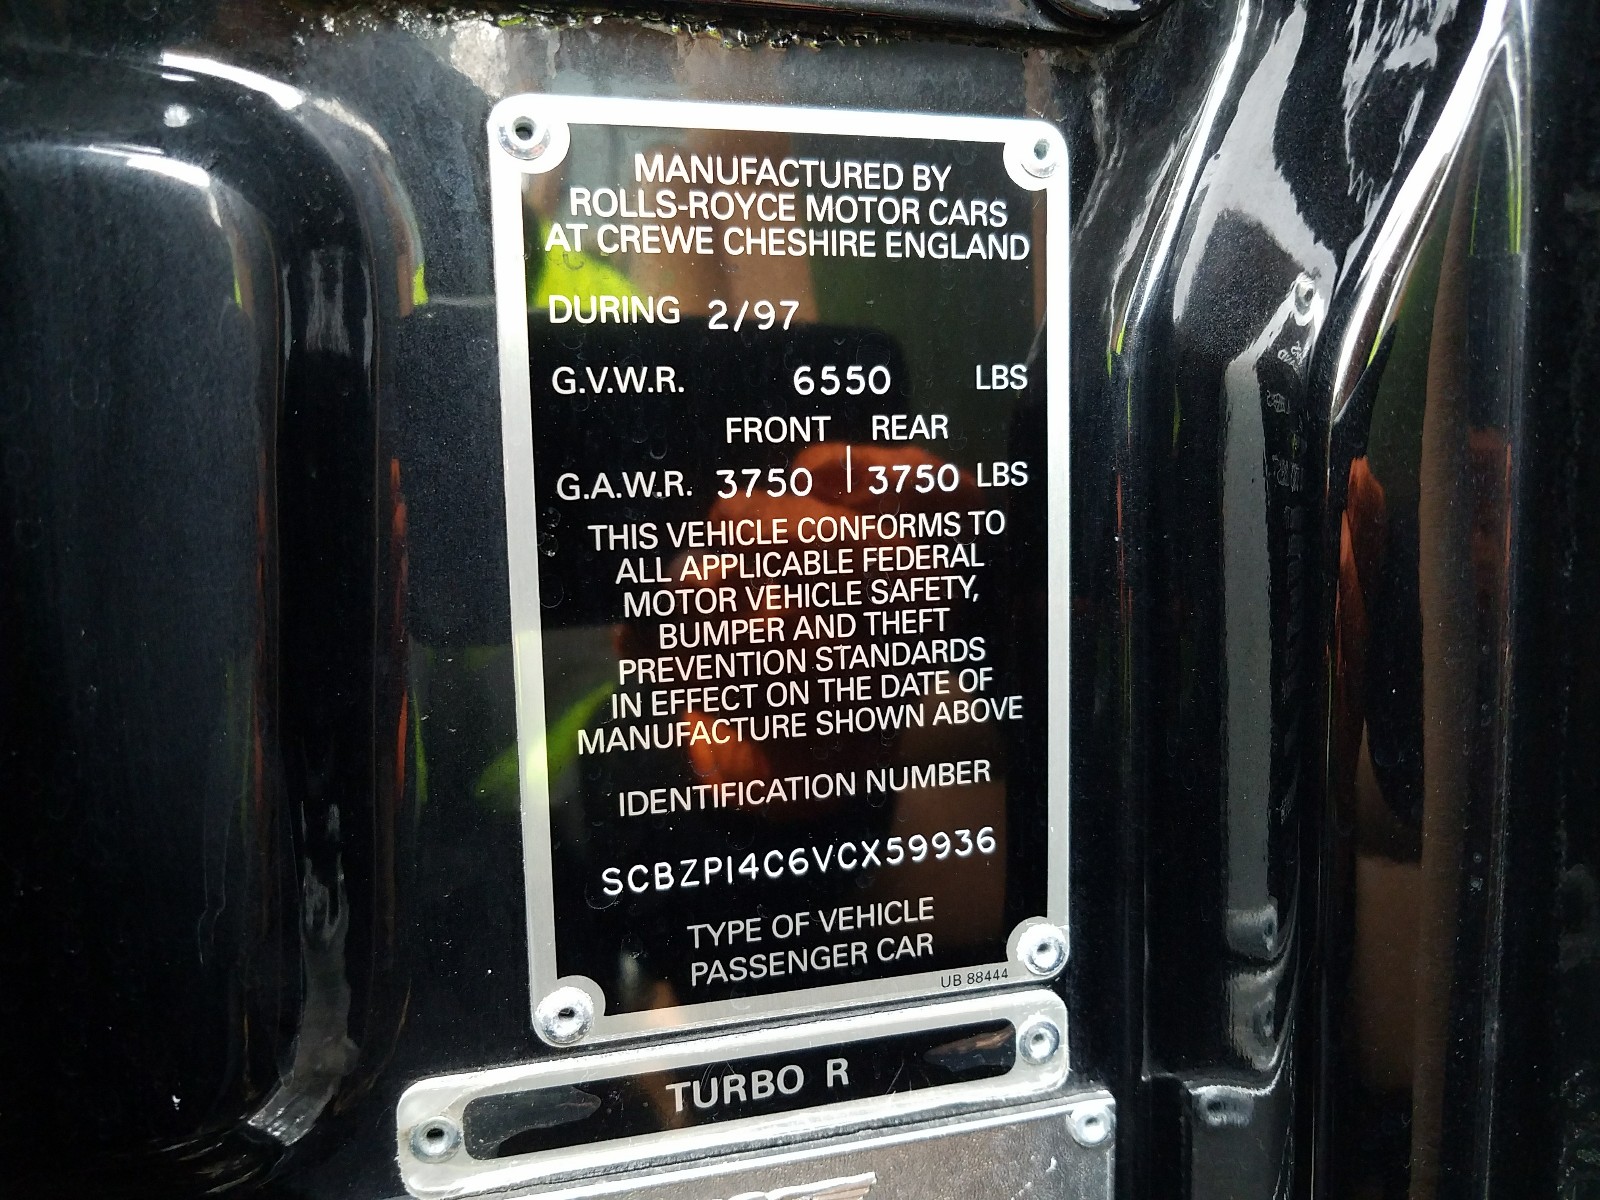 MANUFACTURED BY
ROLLS-ROYCE MOTOR CARS
AT CREWE CHESHIRE ENGLAND
DURING 2/97
G.V.W.R. 6550 LBS
FRONT REAR
G.A.W.R. 3750 | 3750 LBS
THIS VEHICLE CONFORMS TO
ALL APPLICABLE FEDERAL
MOTOR VEHICLE SAFETY,
BUMPER AND THEFT
PREVENTION STANDARDS
IN EFFECT ON THE DATE OF
MANUFACTURE SHOWN ABOVE
IDENTIFICATION NUMBER
SCBZP14C6VCX59936
TYPE OF VEHICLE
PASSENGER CAR
UB 88444
TURBO R